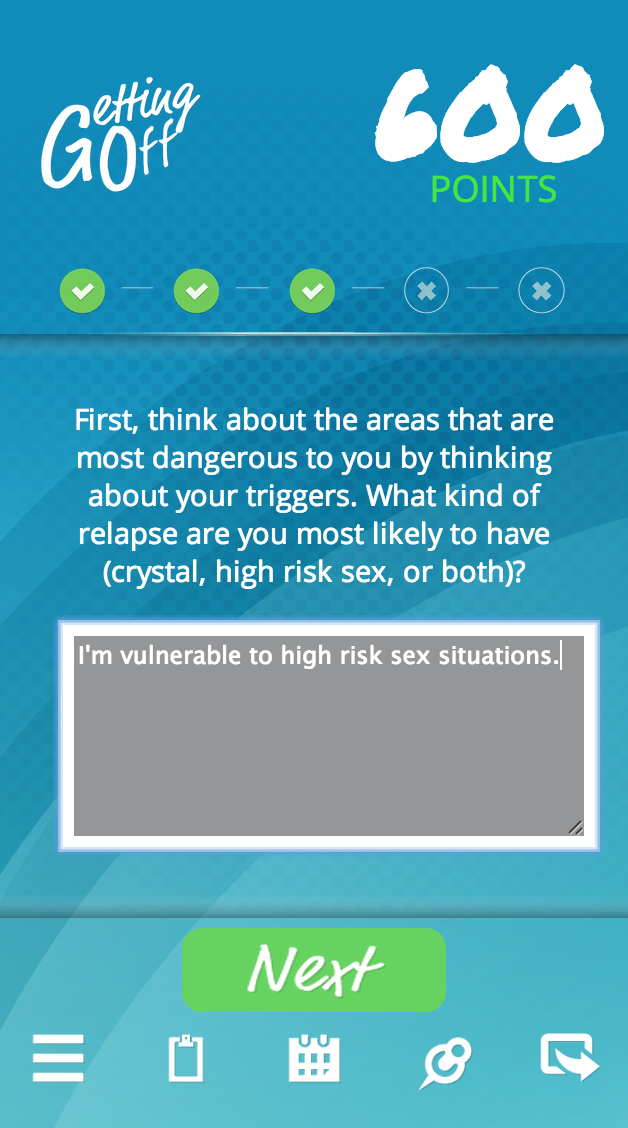 Getting
Off
600
POINTS
First, think about the areas that are
most dangerous to you by thinking
about your triggers. What kind of
relapse are you most likely to have
(crystal, high risk sex, or both)?
I'm vulnerable to high risk sex situations.
Next